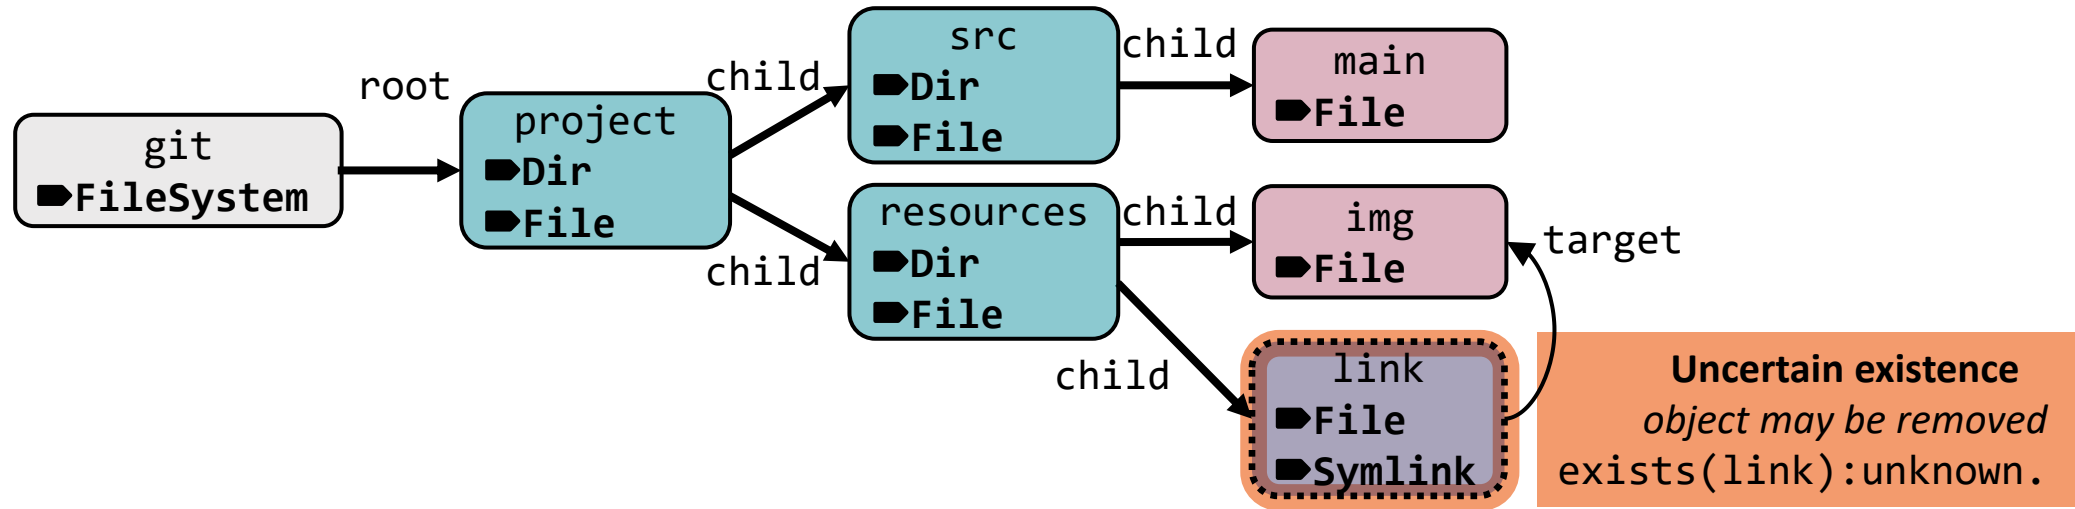 git
FileSystem
root
project
Dir
File
child
child
src
Dir
File
child
main
File
resources
Dir
File
child
img
File
target
child
link
File
Symlink
Uncertain existence
object may be removed
exists(link):unknown.